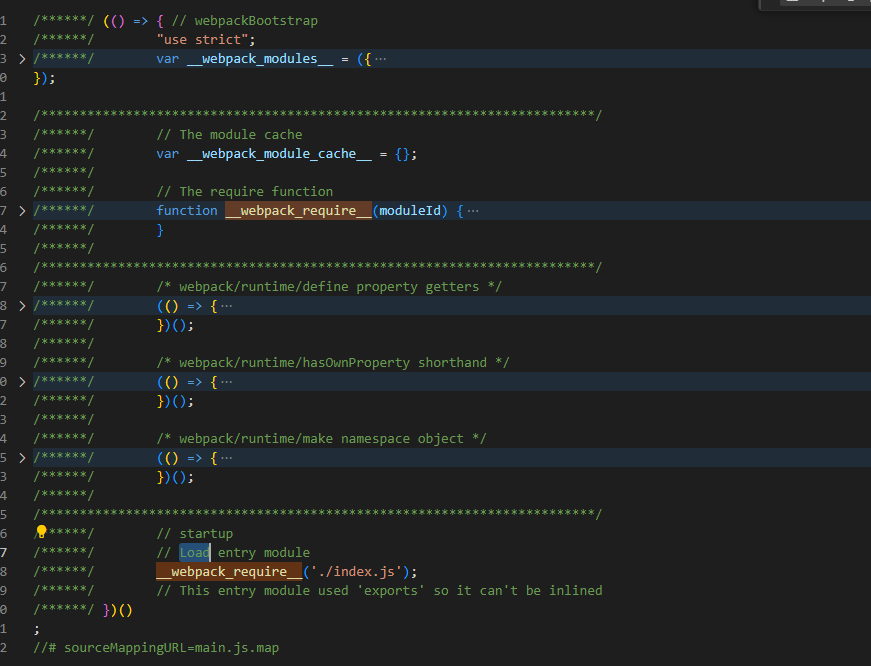 1 /******/ (() => { // webpackBootstrap
2 /******/ "use strict";
3 /******/ var __webpack_modules__ = ({···
0 });
1
2 /************************************************************************/
3 /******/ // The module cache
4 /******/ var __webpack_module_cache__ = {};
5 /******/
6 /******/ // The require function
7 /******/ function __webpack_require__(moduleId) {···
4 /******/ }
5 /******/
6 /************************************************************************/
7 /******/ /* webpack/runtime/define property getters */
8 /******/ (() => {···
7 /******/ })();
8 /******/
9 /******/ /* webpack/runtime/hasOwnProperty shorthand */
0 /******/ (() => {···
2 /******/ })();
3 /******/
4 /******/ /* webpack/runtime/make namespace object */
5 /******/ (() => {···
3 /******/ })();
4 /******/
5 /************************************************************************/
6 /******/ // startup
7 /******/ // Load entry module
8 /******/ __webpack_require__('./index.js');
9 /******/ // This entry module used 'exports' so it can't be inlined
0 /******/ })()
1 ;
2 //# sourceMappingURL=main.js.map